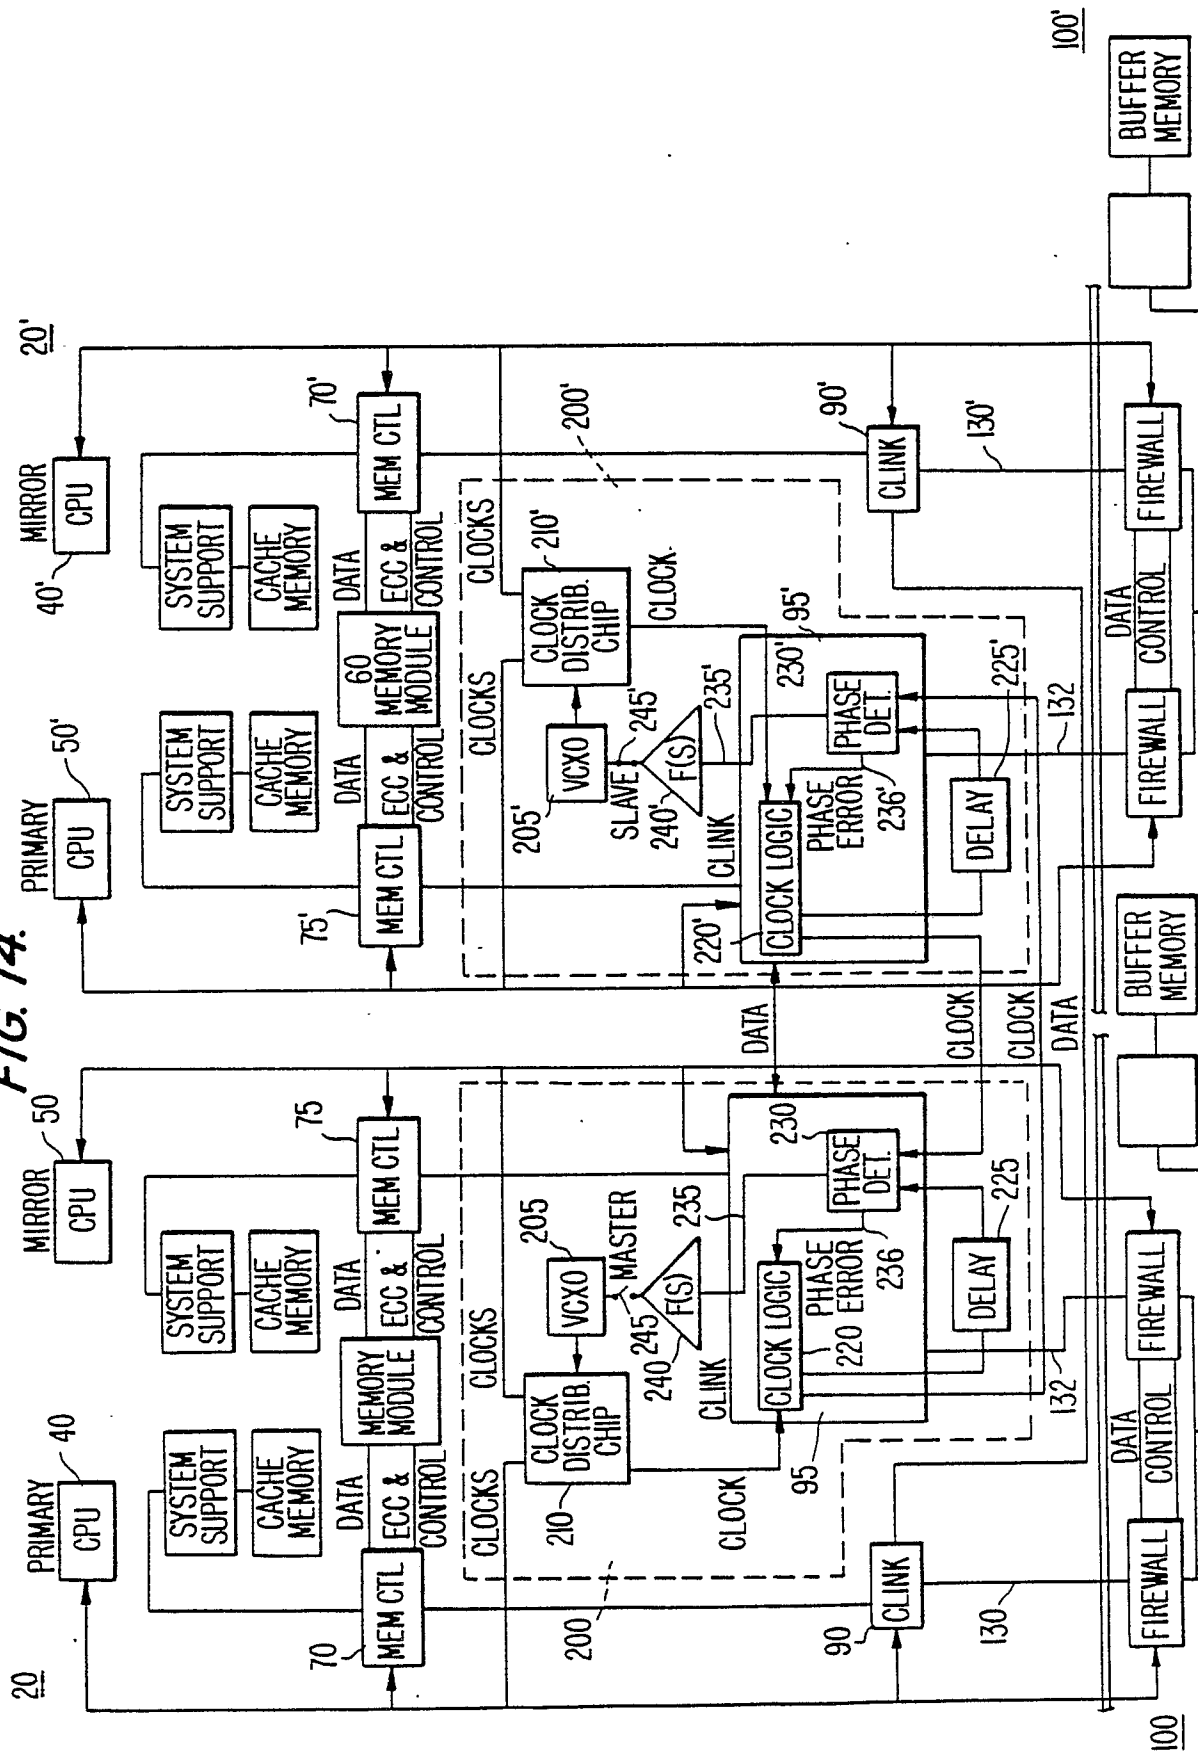 FIG. 14.
20
PRIMARY
40
CPU
MIRROR
50
CPU
SYSTEM
SUPPORT
CACHE
MEMORY
SYSTEM
SUPPORT
CACHE
MEMORY
70
MEM CTL
DATA
ECC &
CONTROL
MEMORY
MODULE
DATA
ECC &
CONTROL
75
MEM CTL
200
CLOCKS
CLOCKS
210
CLOCK
DISTRIB.
CHIP
205
VCXO
245
MASTER
240
F(S)
235
CLINK
CLOCK
95
CLOCK LOGIC
220
PHASE
ERROR
236
PHASE
DET.
230
DELAY
225
90
CLINK
130
132
FIREWALL
DATA
CONTROL
FIREWALL
100
BUFFER
MEMORY
DATA
CLOCK
CLOCK
DATA
20'
PRIMARY
50'
CPU
MIRROR
40'
CPU
SYSTEM
SUPPORT
CACHE
MEMORY
SYSTEM
SUPPORT
CACHE
MEMORY
75'
MEM CTL
DATA
ECC &
CONTROL
60
MEMORY
MODULE
DATA
ECC &
CONTROL
70'
MEM CTL
200'
CLOCKS
CLOCKS
210'
CLOCK
DISTRIB.
CHIP
205'
VCXO
SLAVE
245'
240'
F(S)
235'
CLINK
CLOCK
95'
220'
CLOCK LOGIC
PHASE
ERROR
236'
PHASE
DET.
230'
DELAY
225'
90'
CLINK
130'
132
FIREWALL
DATA
CONTROL
FIREWALL
100'
BUFFER
MEMORY